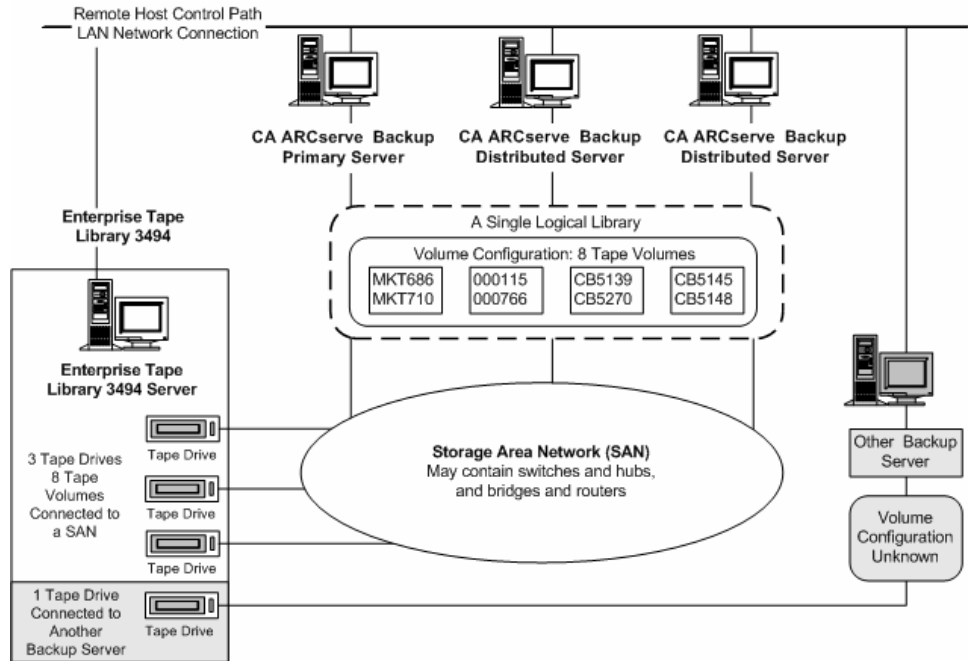 Remote Host Control Path
LAN Network Connection
CA ARCserve Backup
Primary Server
CA ARCserve Backup
Distributed Server
CA ARCserve Backup
Distributed Server
Enterprise Tape
Library 3494
A Single Logical Library
Volume Configuration: 8 Tape Volumes
MKT686
MKT710
000115
000766
CB5139
CB5270
CB5145
CB5148
Enterprise Tape
Library 3494 Server
Tape Drive
3 Tape Drives
8 Tape
Volumes
Connected to
a SAN
Tape Drive
Tape Drive
Storage Area Network (SAN)
May contain switches and hubs,
and bridges and routers
Other Backup
Server
Volume
Configuration
Unknown
1 Tape Drive
Connected to
Another
Backup Server
Tape Drive